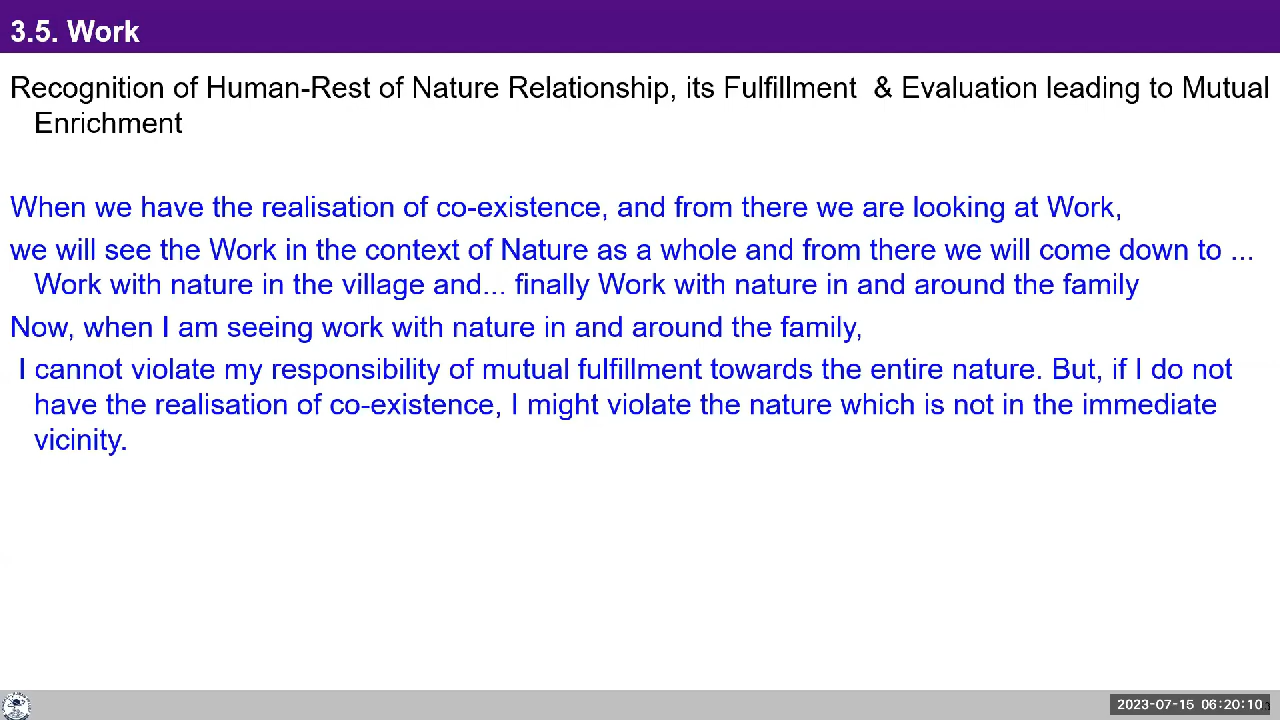 3.5. Work
Recognition of Human-Rest of Nature Relationship, its Fulfillment & Evaluation leading to Mutual
Enrichment
When we have the realisation of co-existence, and from there we are looking at Work,
we will see the Work in the context of Nature as a whole and from there we will come down to ...
Work with nature in the village and... finally Work with nature in and around the family
Now, when I am seeing work with nature in and around the family,
I cannot violate my responsibility of mutual fulfillment towards the entire nature. But, if I do not
have the realisation of co-existence, I might violate the nature which is not in the immediate
vicinity.
2023-07-15 06:20:10